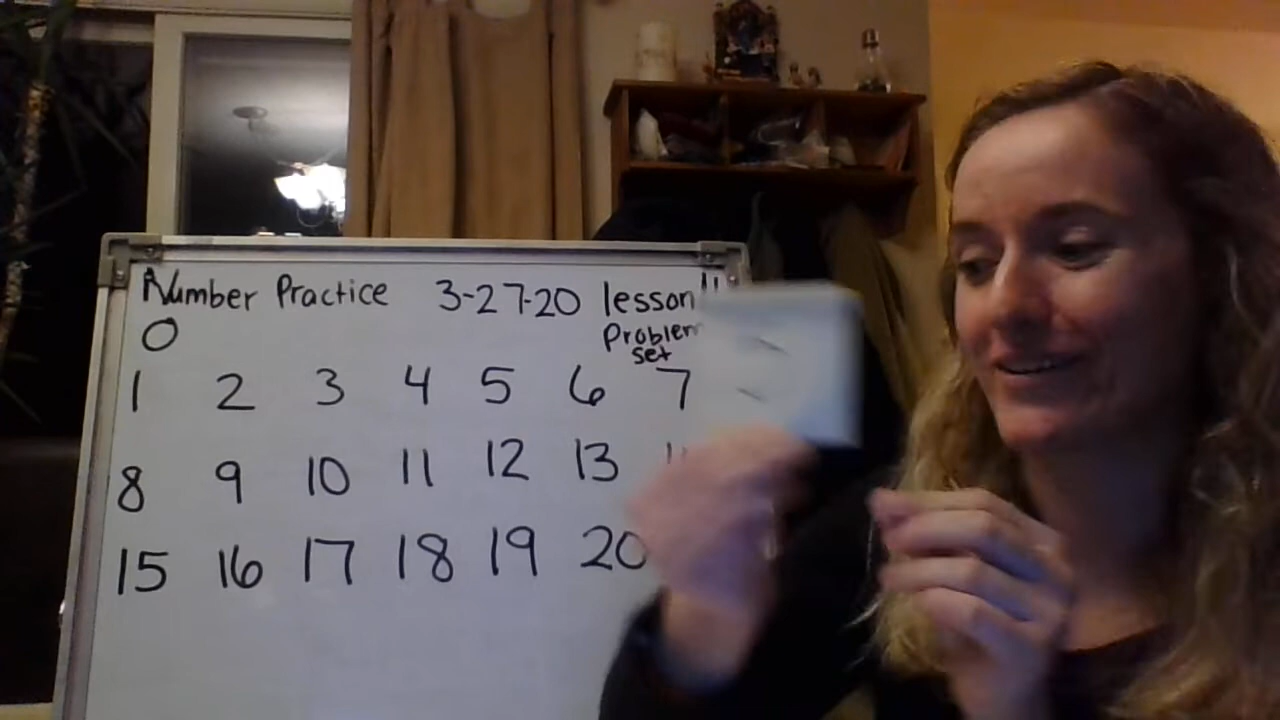 Number Practice 3-27-20 lesson
0 Problem
set
1 2 3 4 5 6 7
8 9 10 11 12 13
15 16 17 18 19 20